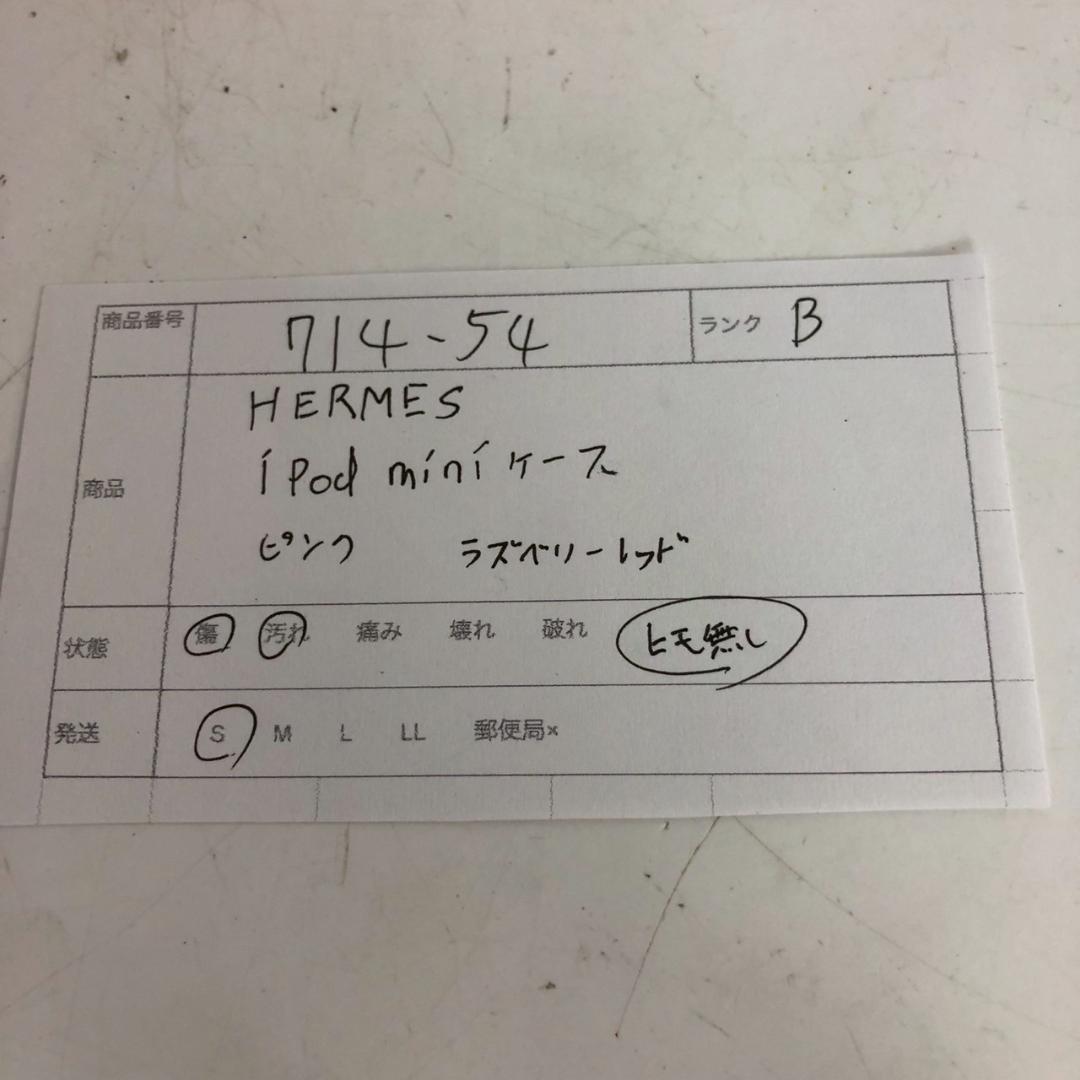 商品番号 714-54 ランク B
HERMES
iPod miniケース
商品
ピンク ラズベリーレッド
状態 傷 汚れ 痛み 壊れ 破れ ヒモ無し
発送 S M L LL 郵便局×